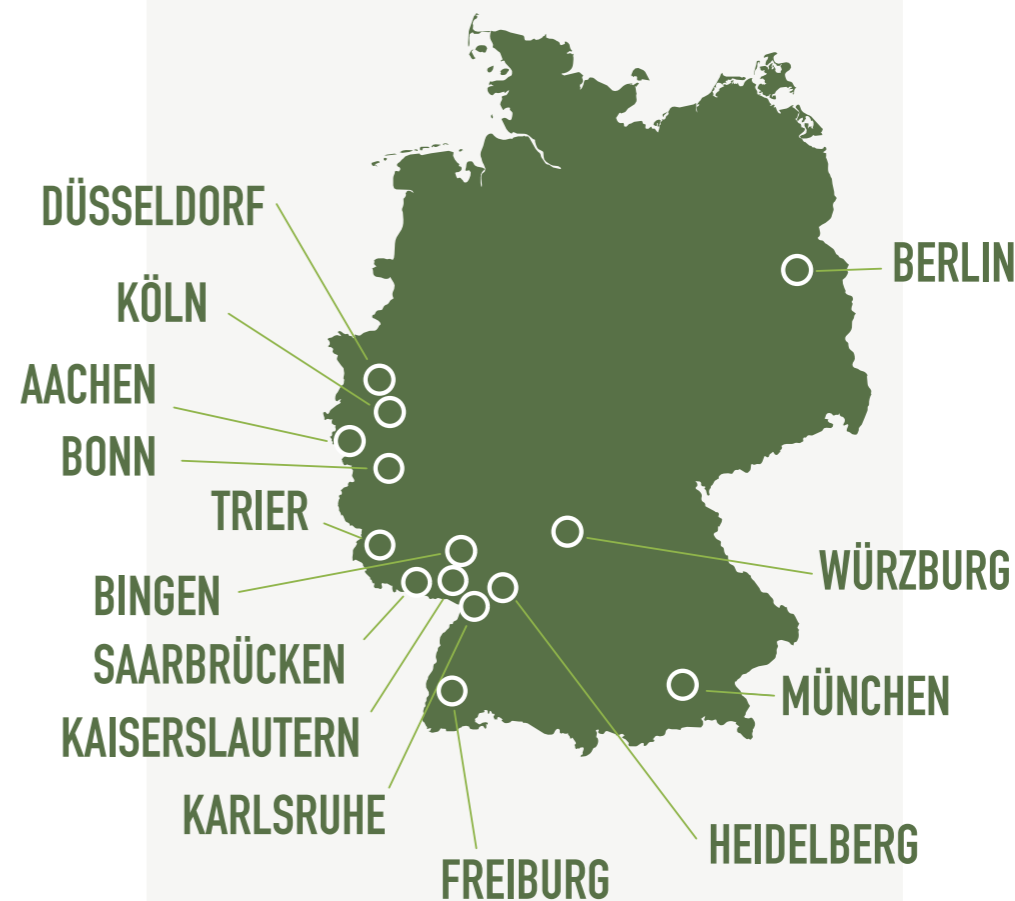 DÜSSELDORF
BERLIN
KÖLN
AACHEN
BONN
TRIER
WÜRZBURG
BINGEN
SAARBRÜCKEN
MÜNCHEN
KAISERSLAUTERN
KARLSRUHE
HEIDELBERG
FREIBURG